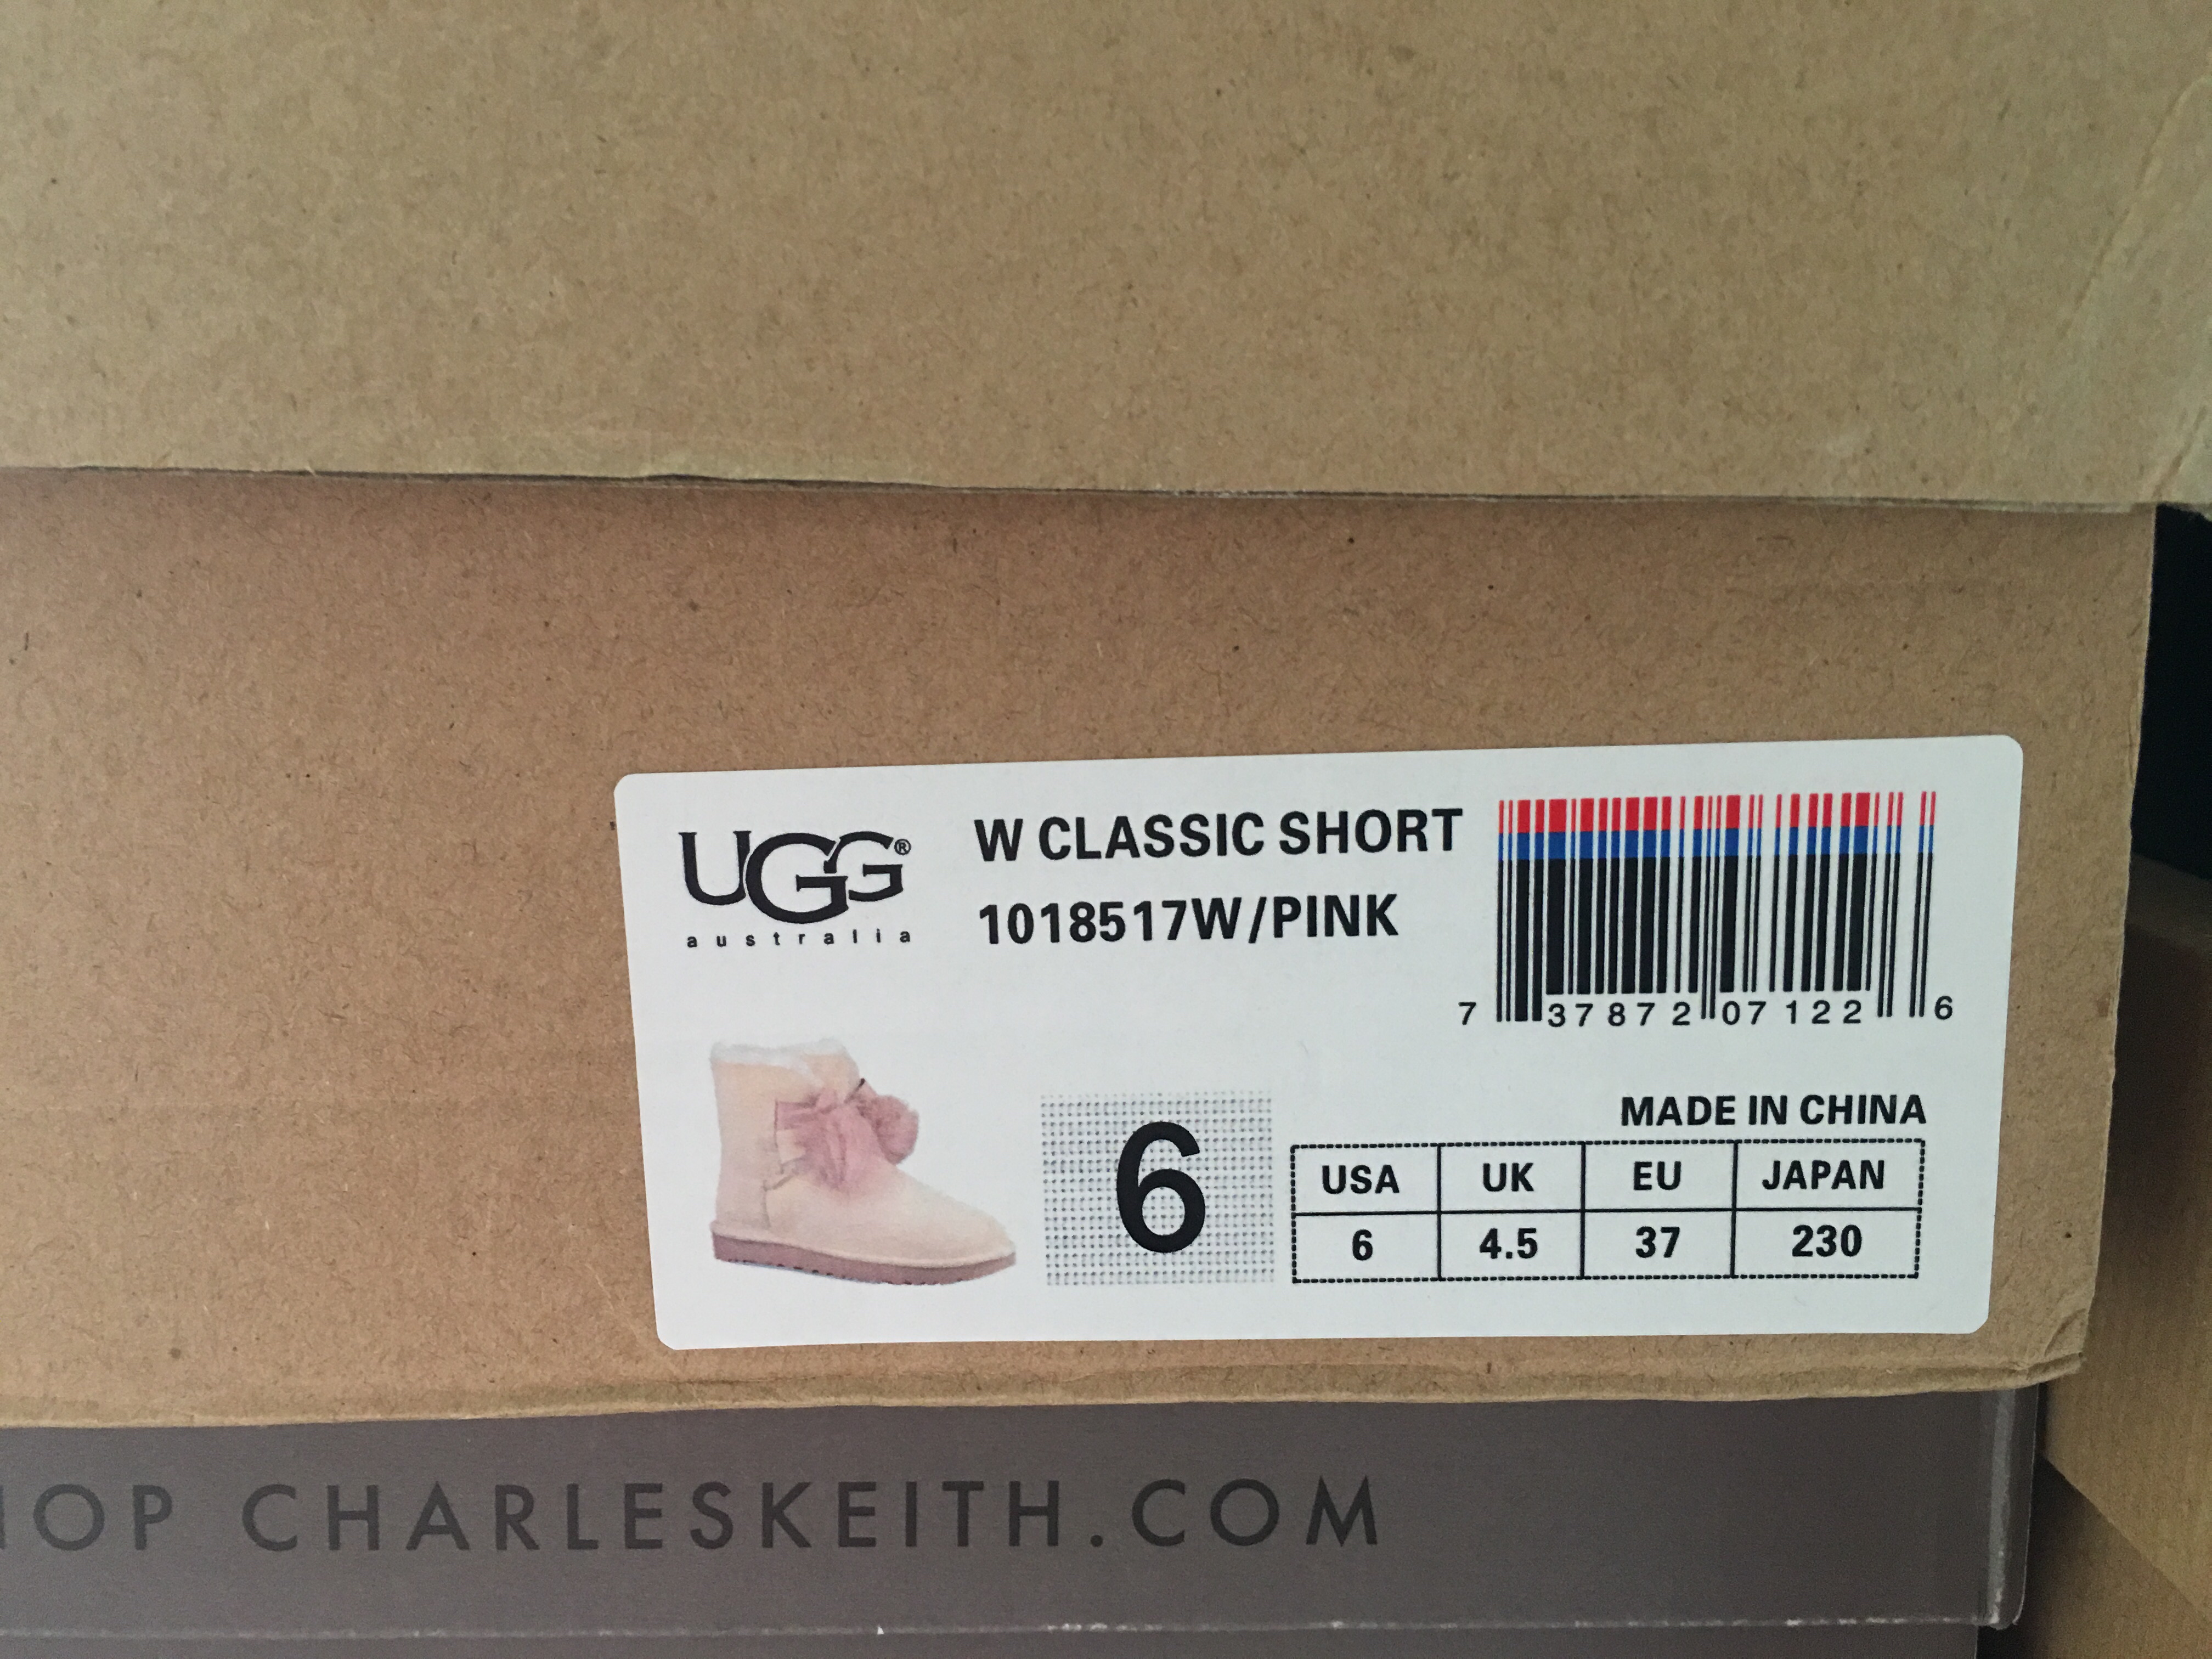 UGG®
australia
W CLASSIC SHORT
1018517W/PINK
7 37872 07122 6
6
MADE IN CHINA
USA UK EU JAPAN
6 4.5 37 230
CHARLESKEITH.COM